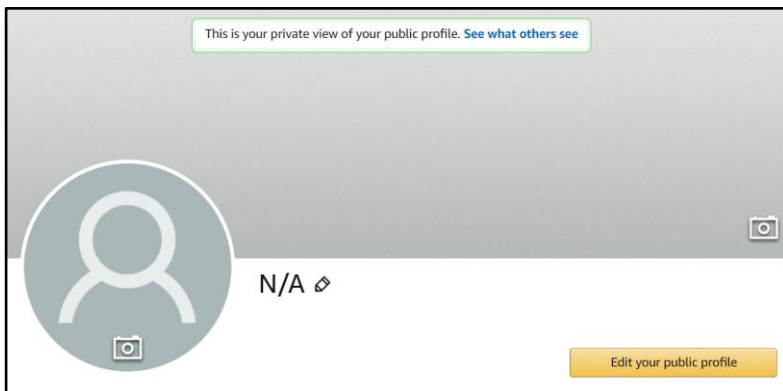 This is your private view of your public profile. See what others see
N/A
Edit your public profile